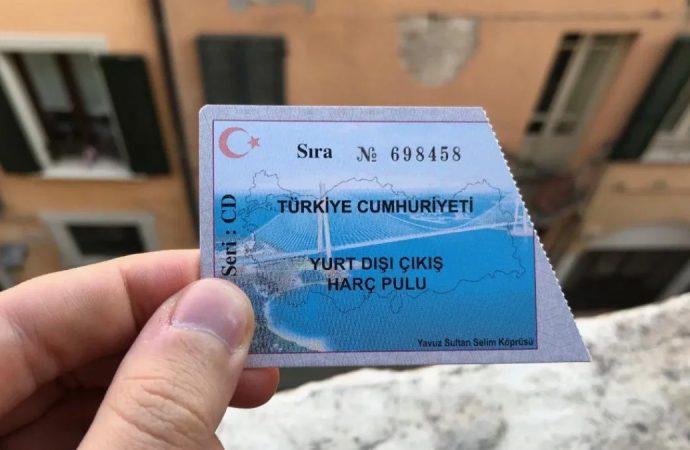 Sıra № 698458
Seri : CD
TÜRKİYE CUMHURİYETİ
YURT DIŞI ÇIKIŞ
HARÇ PULU
Yavuz Sultan Selim Köprüsü